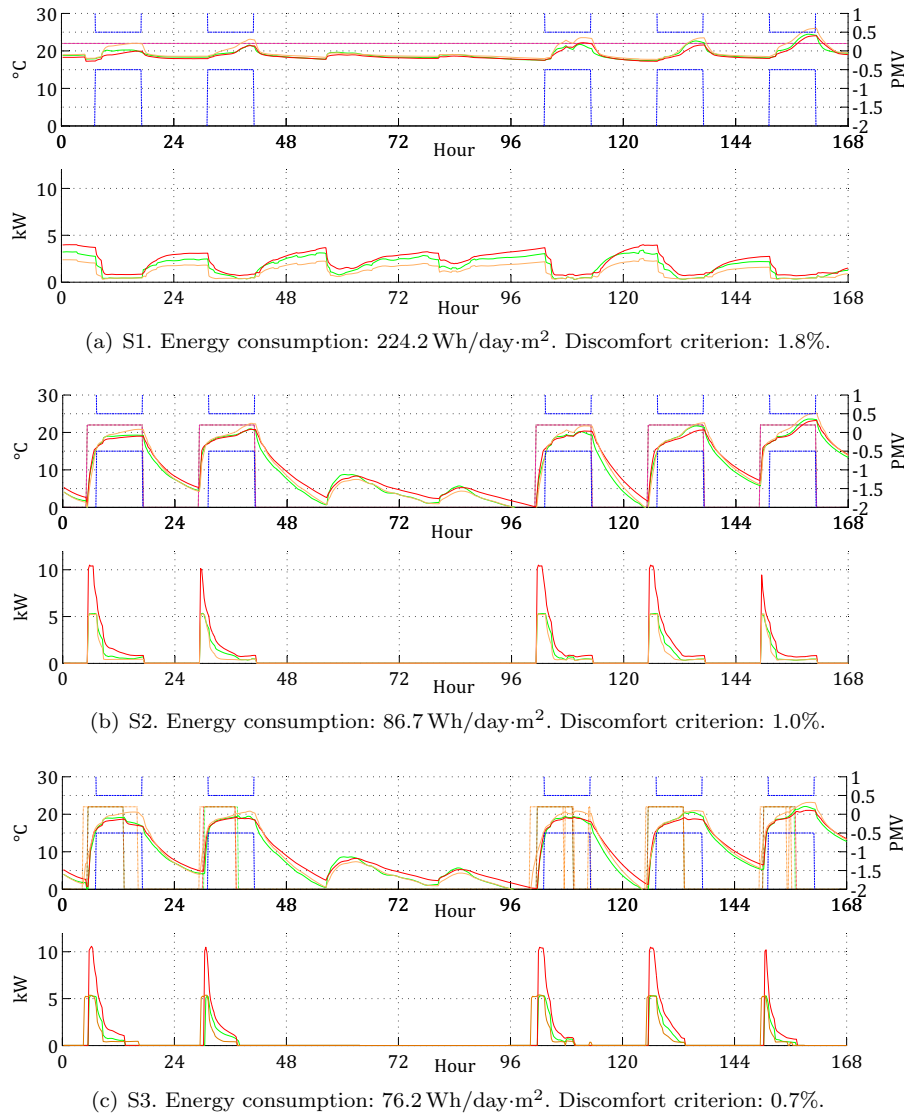 30 1
20 0.5
10 0
0 -0.5
-1
-1.5
-2
°C
PMV
0 24 48 72 96 120 144 168
Hour
10
5
0
kW
0 24 48 72 96 120 144 168
Hour
(a) S1. Energy consumption: 224.2 Wh/day·m². Discomfort criterion: 1.8%.
30 1
20 0.5
10 0
0 -0.5
-1
-1.5
-2
°C
PMV
0 24 48 72 96 120 144 168
Hour
10
5
0
kW
0 24 48 72 96 120 144 168
Hour
(b) S2. Energy consumption: 86.7 Wh/day·m². Discomfort criterion: 1.0%.
30 1
20 0.5
10 0
0 -0.5
-1
-1.5
-2
°C
PMV
0 24 48 72 96 120 144 168
Hour
10
5
0
kW
0 24 48 72 96 120 144 168
Hour
(c) S3. Energy consumption: 76.2 Wh/day·m². Discomfort criterion: 0.7%.